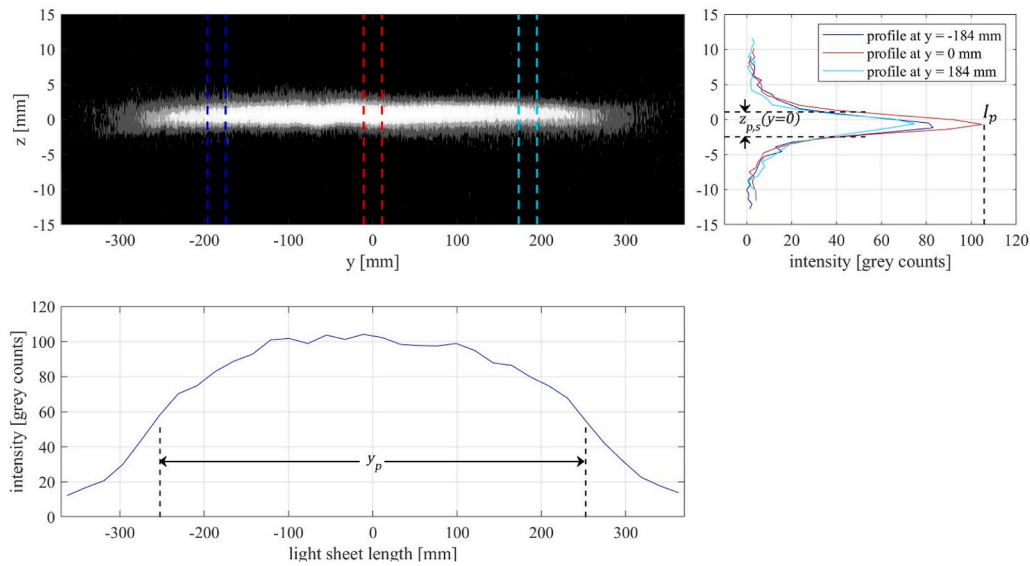 15
10
5
0
-5
-10
-15
z [mm]
-300 -200 -100 0 100 200 300
y [mm]
15
10
5
0
-5
-10
-15
profile at y = -184 mm
profile at y = 0 mm
profile at y = 184 mm
z_{p,s}(y=0)
I_p
0 20 40 60 80 100 120
intensity [grey counts]
120
100
80
60
40
20
0
intensity [grey counts]
y_p
-300 -200 -100 0 100 200 300
light sheet length [mm]